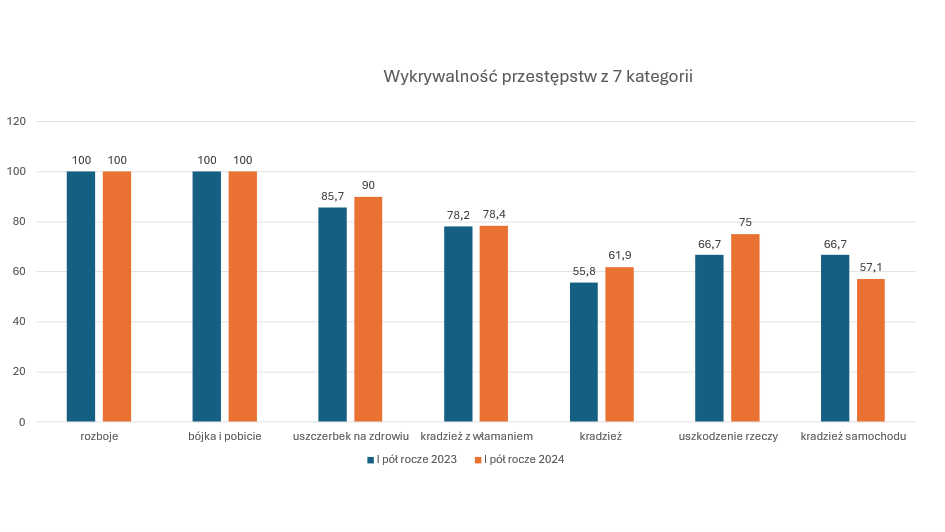 Wykrywalność przestępstw z 7 kategorii
120
100
80
60
40
20
0
100 100 100 100 85,7 90 78,2 78,4 55,8 61,9 66,7 75 66,7 57,1
rozboje bójka i pobicie uszczerbek na zdrowiu kradzież z włamaniem kradzież uszkodzenie rzeczy kradzież samochodu
I pół rocze 2023 I pół rocze 2024